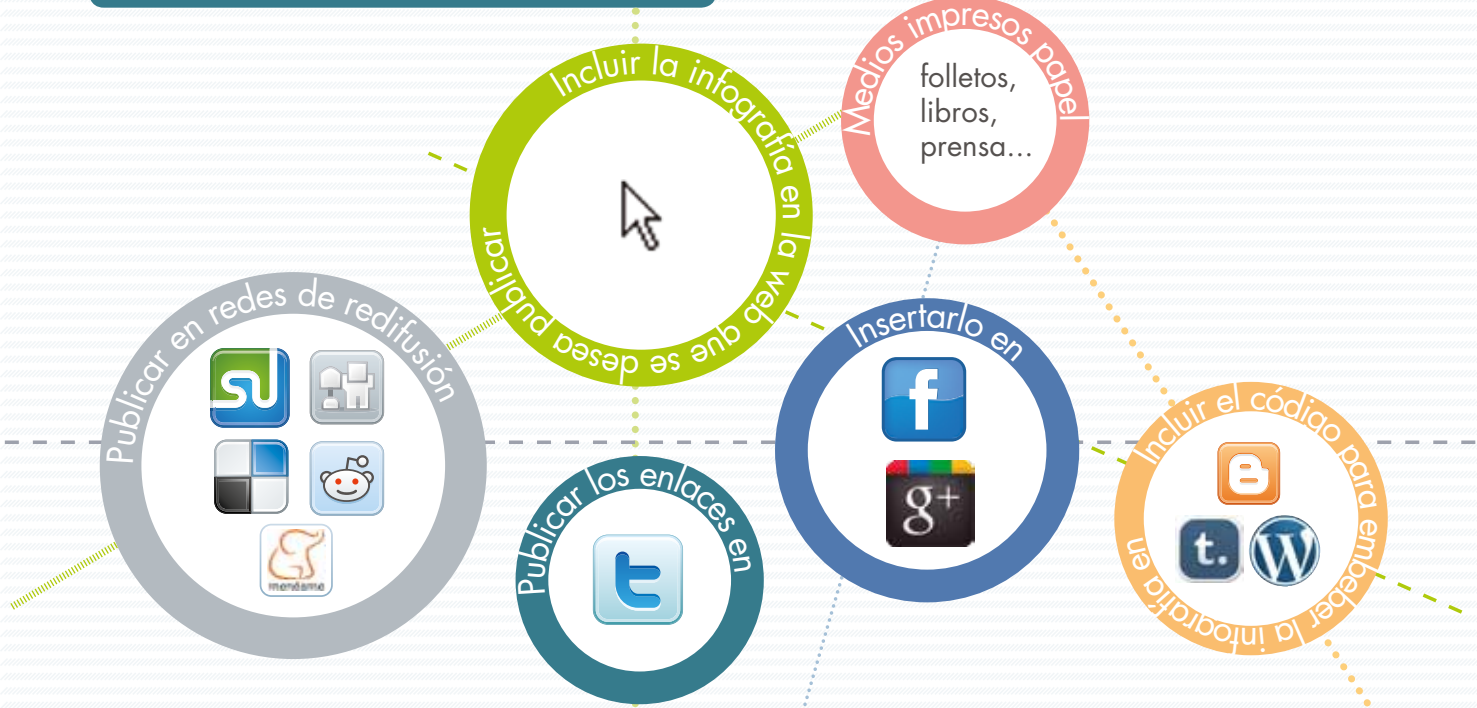 Incluir la infografía en la web que se desea publicar
Medios impresos papel
folletos,
libros,
prensa...
Publicar en redes de redifusión
menéame
Publicar los enlaces en
Insertarlo en
g+
Incluir el código para embeber la infografía en
t.